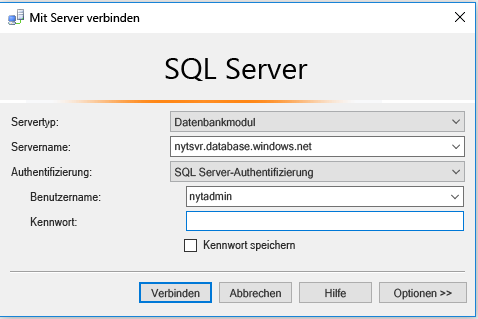 Mit Server verbinden
SQL Server
Servertyp: Datenbankmodul
Servername: nytsvr.database.windows.net
Authentifizierung: SQL Server-Authentifizierung
Benutzername: nytadmin
Kennwort:
Kennwort speichern
Verbinden Abbrechen Hilfe Optionen >>